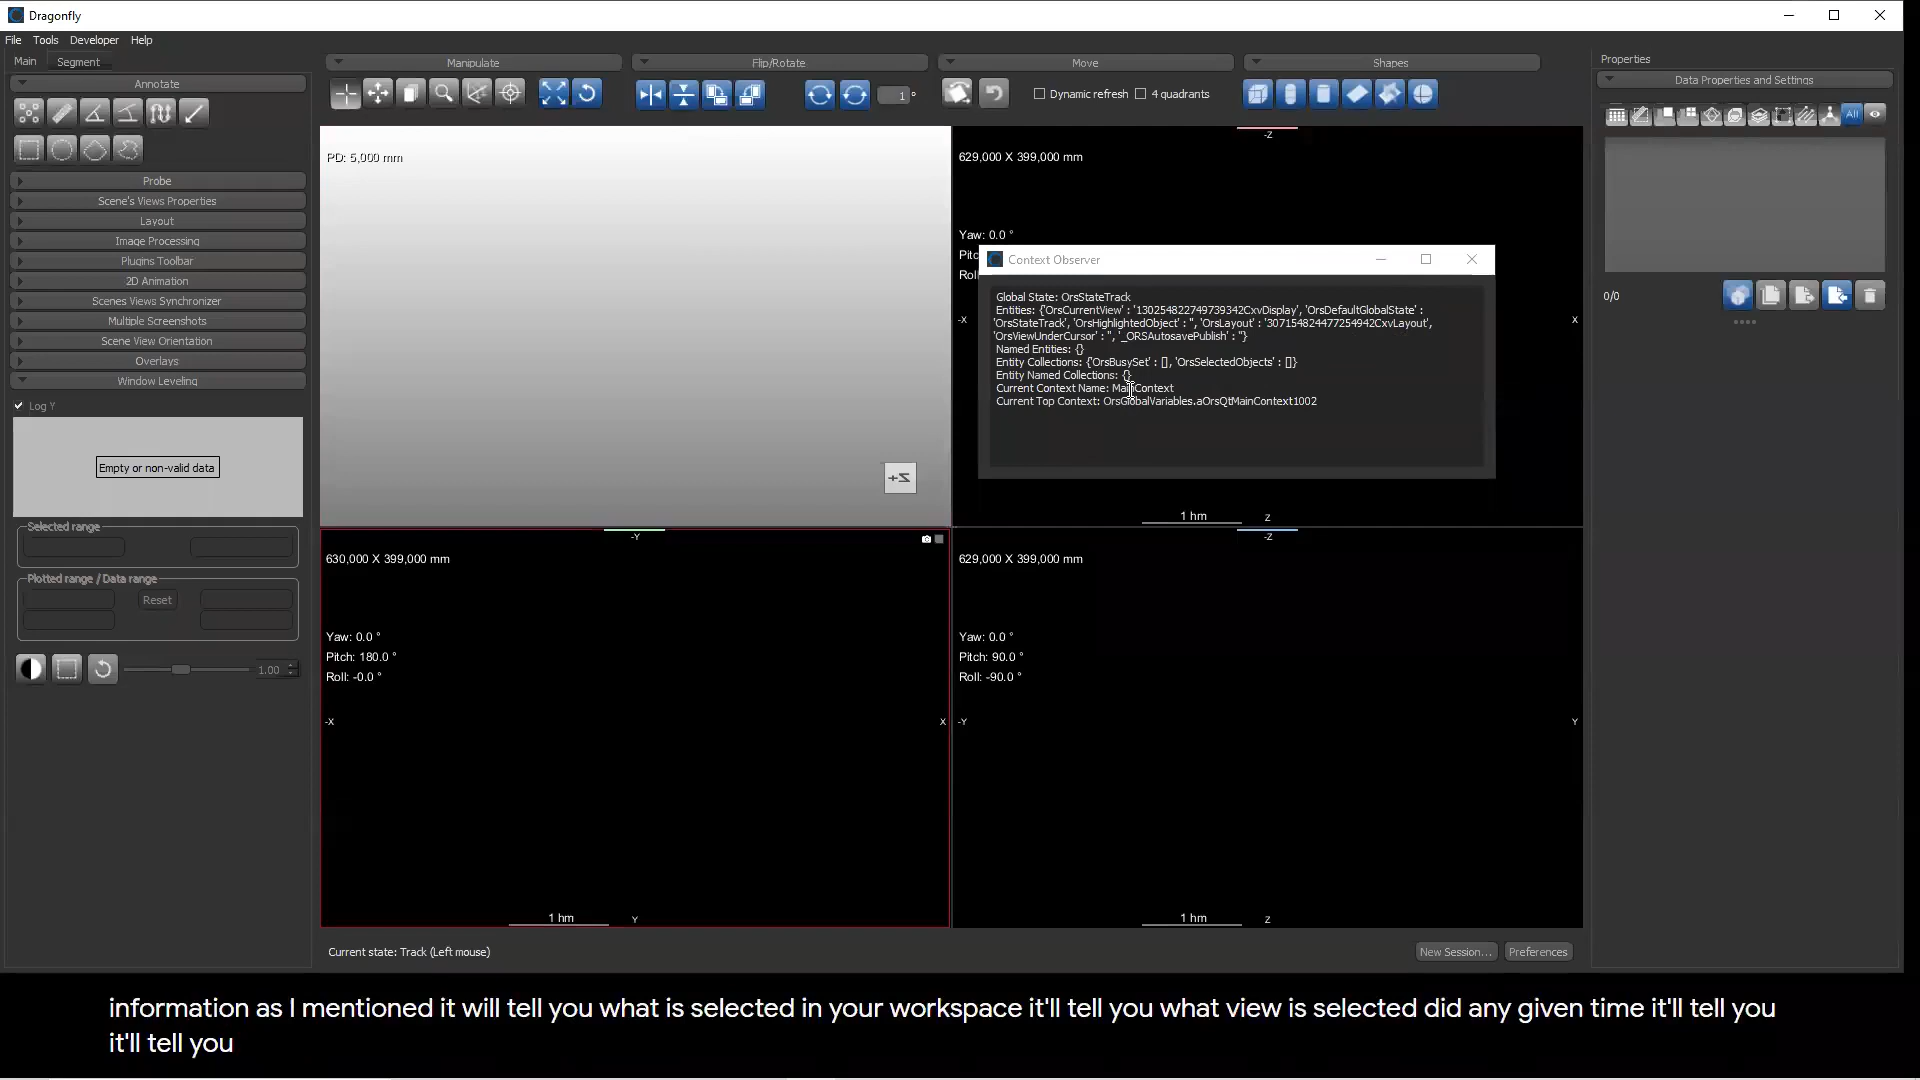 Dragonfly
File Tools Developer Help
Main Segment
Annotate
Probe
Scene's Views Properties
Layout
Image Processing
Plugins Toolbar
2D Animation
Scenes Views Synchronizer
Multiple Screenshots
Scene View Orientation
Overlays
Window Leveling
Log Y
Empty or non-valid data
Selected range
Plotted range / Data range
Reset
1.00
Manipulate
Flip/Rotate
Move
Shapes
1 °
Dynamic refresh
4 quadrants
PD: 5,000 mm
+Z
-Z
629,000 X 399,000 mm
Yaw: 0.0 °
-X
X
1 hm
Z
Context Observer
Global State: OrsStateTrack
Entities: {'OrsCurrentView' : '130254822749739342CxvDisplay', 'OrsDefaultGlobalState' :
'OrsStateTrack', 'OrsHighlightedObject' : '', 'OrsLayout' : '307154824477254942CxvLayout',
'OrsViewUnderCursor' : '', '_ORSAutosavePublish' : ''}
Named Entities: {}
Entity Collections: {'OrsBusySet' : [], 'OrsSelectedObjects' : []}
Entity Named Collections: {}
Current Context Name: MainContext
Current Top Context: OrsGlobalVariables.aOrsQtMainContext1002
-Y
630,000 X 399,000 mm
Yaw: 0.0 °
Pitch: 180.0 °
Roll: -0.0 °
-X
X
1 hm
Y
-Z
629,000 X 399,000 mm
Yaw: 0.0 °
Pitch: 90.0 °
Roll: -90.0 °
-Y
Y
1 hm
Z
Current state: Track (Left mouse)
New Session...
Preferences
Properties
Data Properties and Settings
All
0/0
information as I mentioned it will tell you what is selected in your workspace it'll tell you what view is selected did any given time it'll tell you
it'll tell you